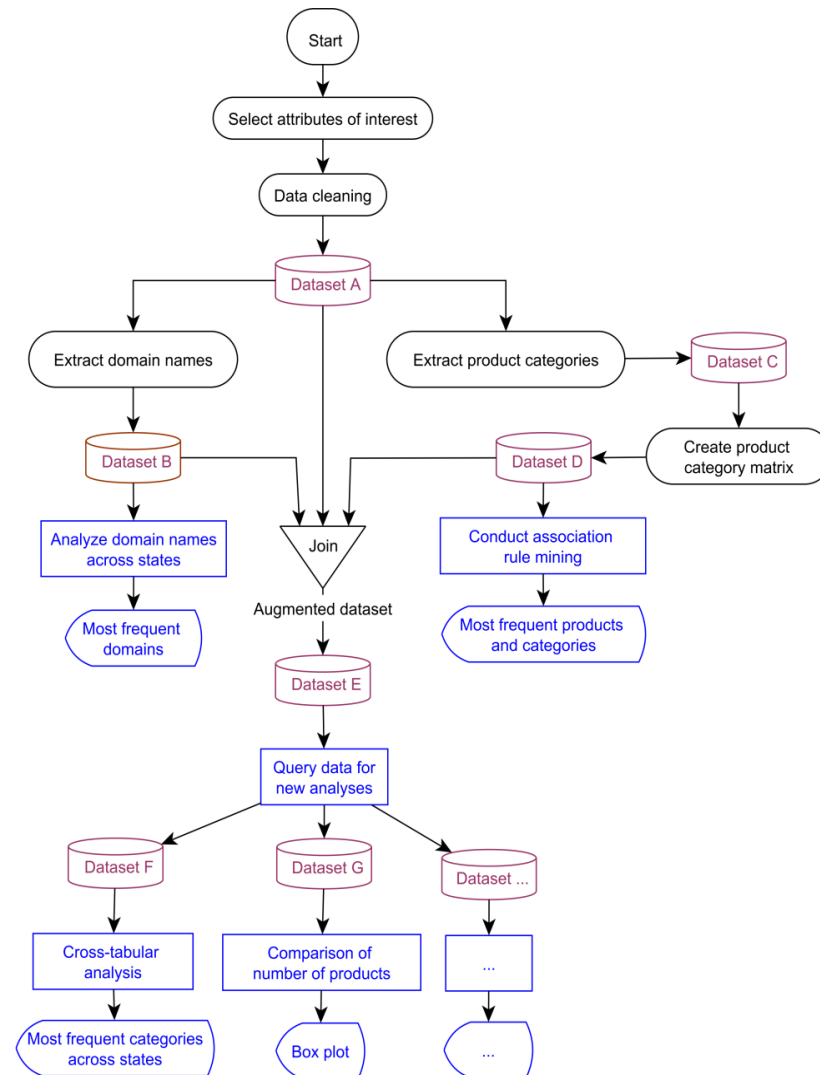 Start
Select attributes of interest
Data cleaning
Dataset A
Extract domain names
Extract product categories
Dataset C
Dataset B
Dataset D
Create product
category matrix
Analyze domain names
across states
Join
Conduct association
rule mining
Augmented dataset
Most frequent
domains
Most frequent products
and categories
Dataset E
Query data for
new analyses
Dataset F
Dataset G
Dataset ...
Cross-tabular
analysis
Comparison of
number of products
...
Most frequent categories
across states
Box plot
...